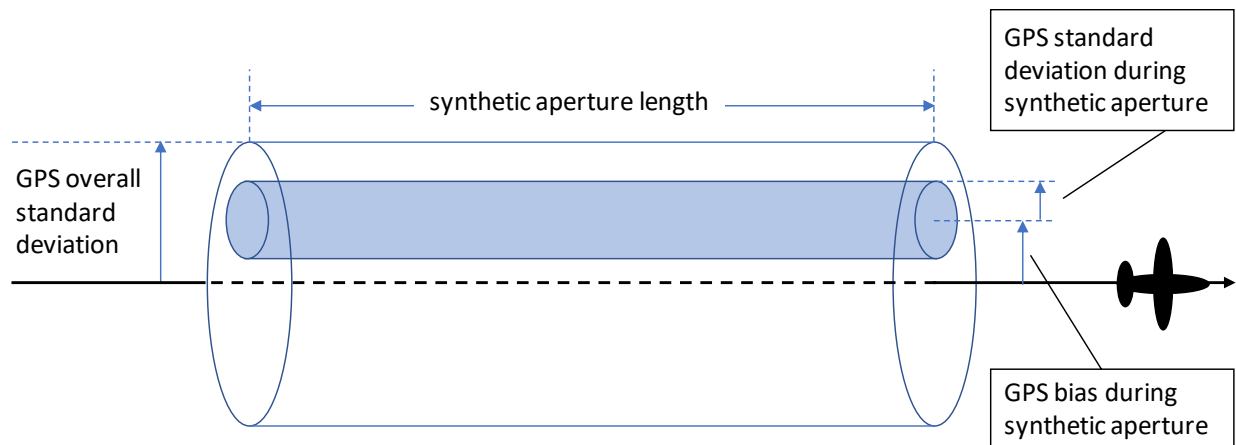 GPS standard
deviation during
synthetic aperture
synthetic aperture length
GPS overall
standard
deviation
GPS bias during
synthetic aperture